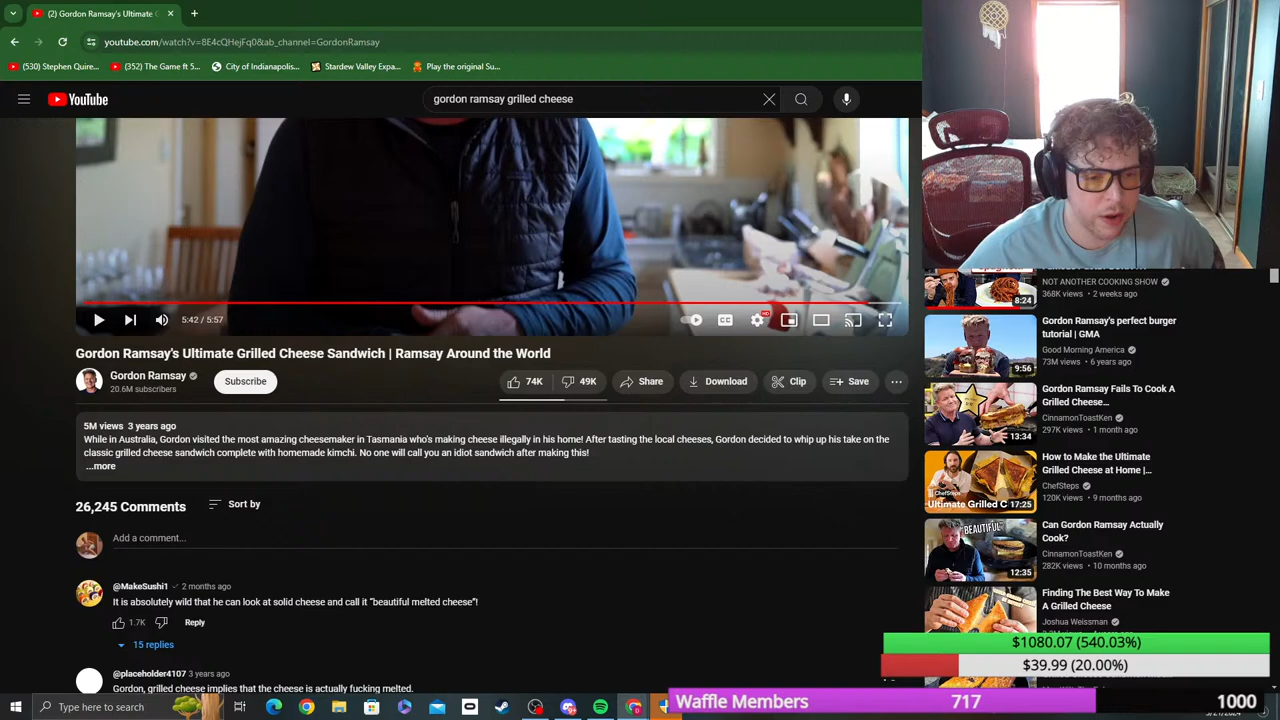 (2) Gordon Ramsay's Ultimate
youtube.com/watch?v=8E4cQHejFq0&ab_channel=GordonRamsay
(530) Stephen Quire...
(352) The Game ft 5...
City of Indianapolis...
Stardew Valley Expa...
Play the original Su...
YouTube
gordon ramsay grilled cheese
5:42 / 5:57
CC
HD
Gordon Ramsay's Ultimate Grilled Cheese Sandwich | Ramsay Around the World
Gordon Ramsay
20.6M subscribers
Subscribe
74K
49K
Share
Download
Clip
Save
5M views 3 years ago
While in Australia, Gordon visited the most amazing cheesemaker in Tasmania who was making cheese illegally in his home! After tasting the local cheeses, Gordon decided to whip up his take on the
classic grilled cheese sandwich complete with homemade kimchi. No one will call you an idiot sandwich after making this!
...more
26,245 Comments
Sort by
Add a comment...
@MakeSushi1 2 months ago
It is absolutely wild that he can look at solid cheese and call it "beautiful melted cheese"!
1.7K
Reply
15 replies
@placeholder4107 3 years ago
Gordon, grilled cheese implies that the cheese is also being melted
NOT ANOTHER COOKING SHOW
368K views · 2 weeks ago
8:24
Gordon Ramsay's perfect burger
tutorial | GMA
Good Morning America
73M views · 6 years ago
9:56
Gordon Ramsay Fails To Cook A
Grilled Cheese...
CinnamonTostKen
297K views · 1 month ago
13:34
How to Make the Ultimate
Grilled Cheese at Home |...
ChefSteps
120K views · 9 months ago
ChefSteps
Ultimate Grilled C
17:25
Can Gordon Ramsay Actually
Cook?
CinnamonToastKen
282K views · 10 months ago
"BEAUTIFUL"
12:35
Finding The Best Way To Make
A Grilled Cheese
Joshua Weissman
$1080.07 (540.03%)
$39.99 (20.00%)
Waffle Members 717 1000
Type here to search